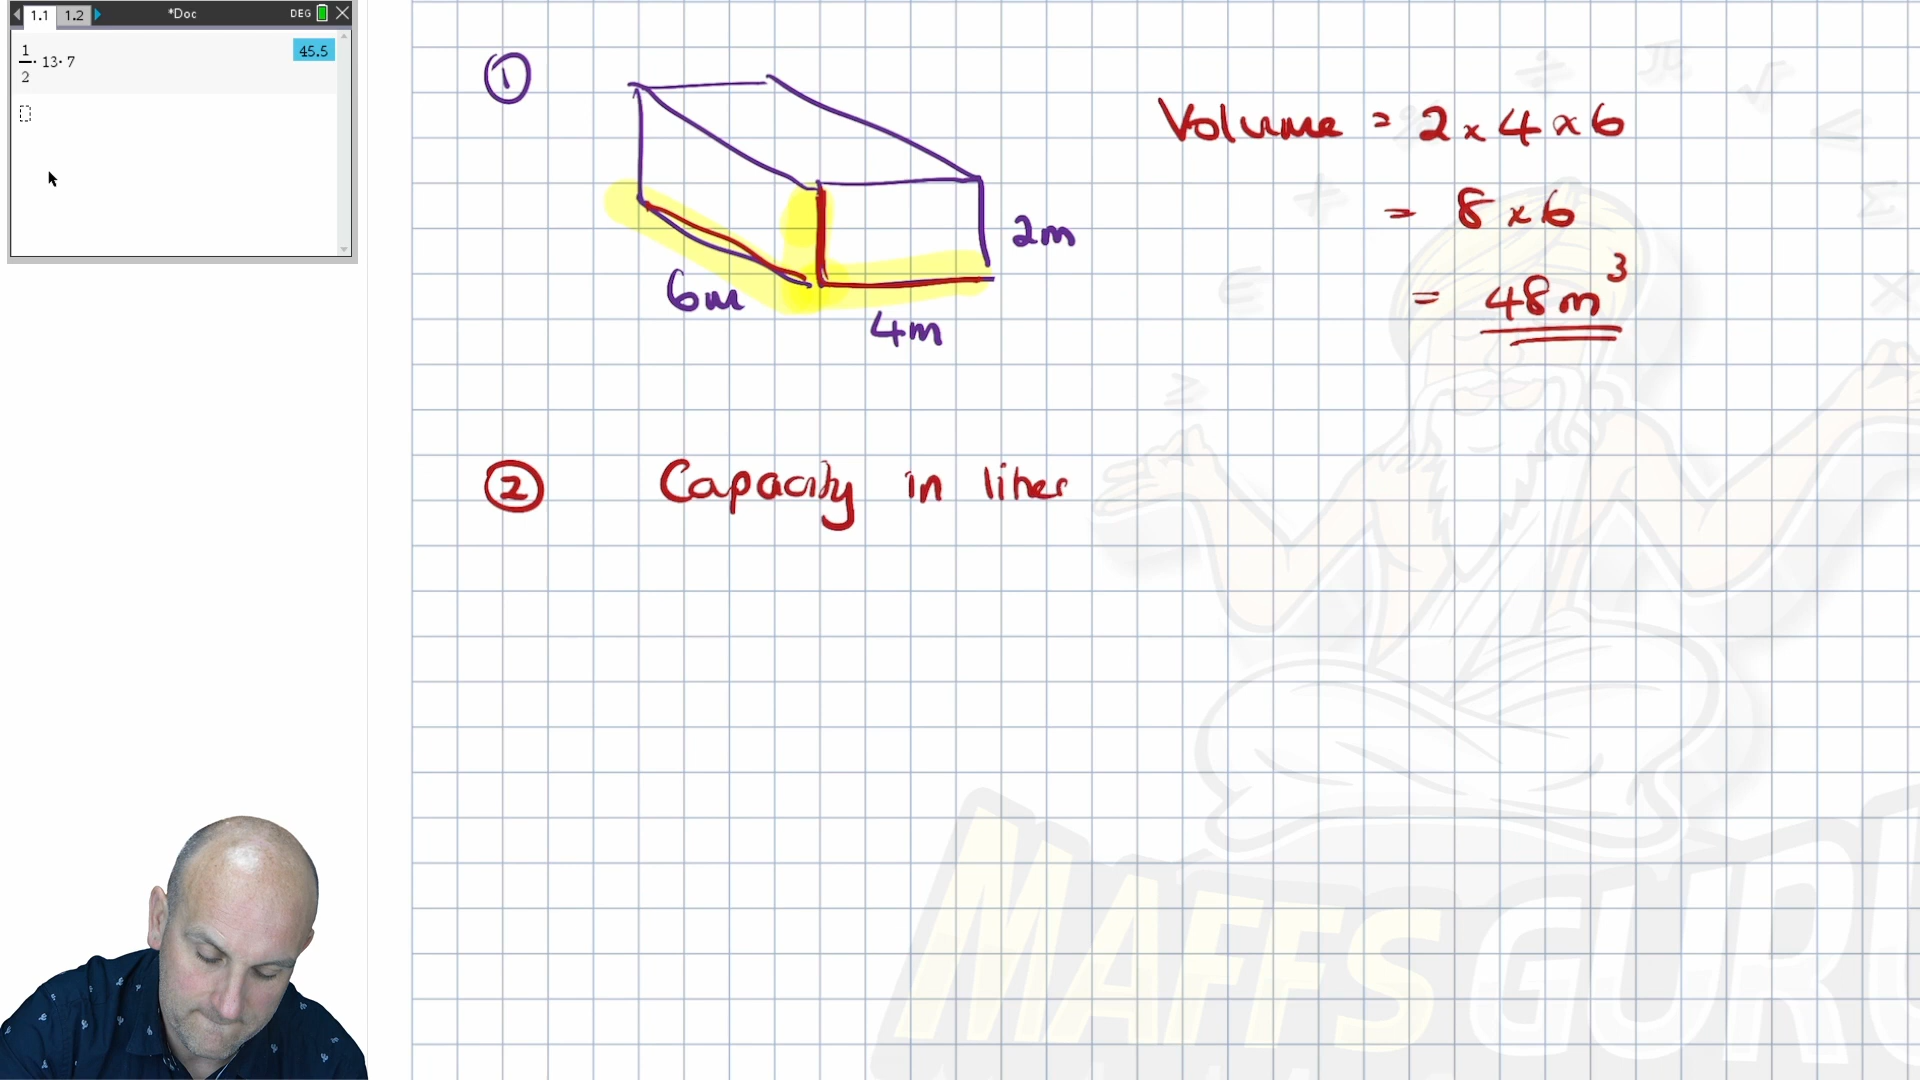 1.1 1.2 *Doc DEG
1/2 · 13 · 7 45.5
①
Volume = 2 × 4 × 6
= 8 × 6
= 48m³
2m
6m
4m
② Capacity in liter
MAFFS GURU